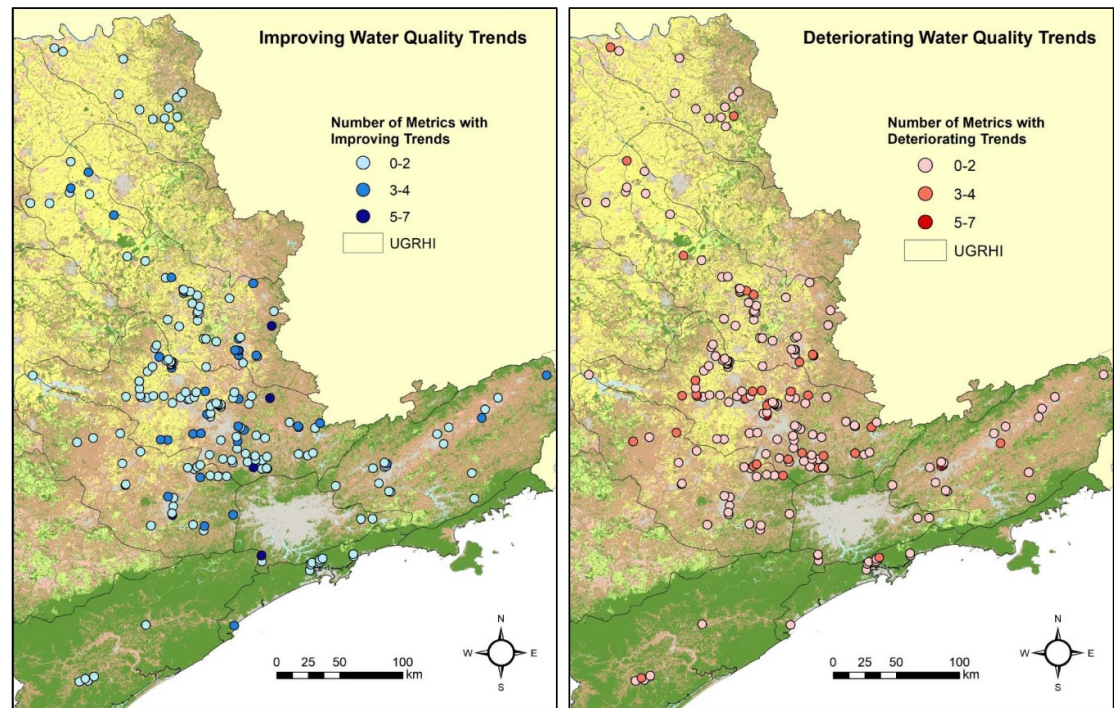 Improving Water Quality Trends
Number of Metrics with
Improving Trends
0-2
3-4
5-7
UGRHI
N
W E
S
0 25 50 100
km
Deteriorating Water Quality Trends
Number of Metrics with
Deteriorating Trends
0-2
3-4
5-7
UGRHI
N
W E
S
0 25 50 100
km